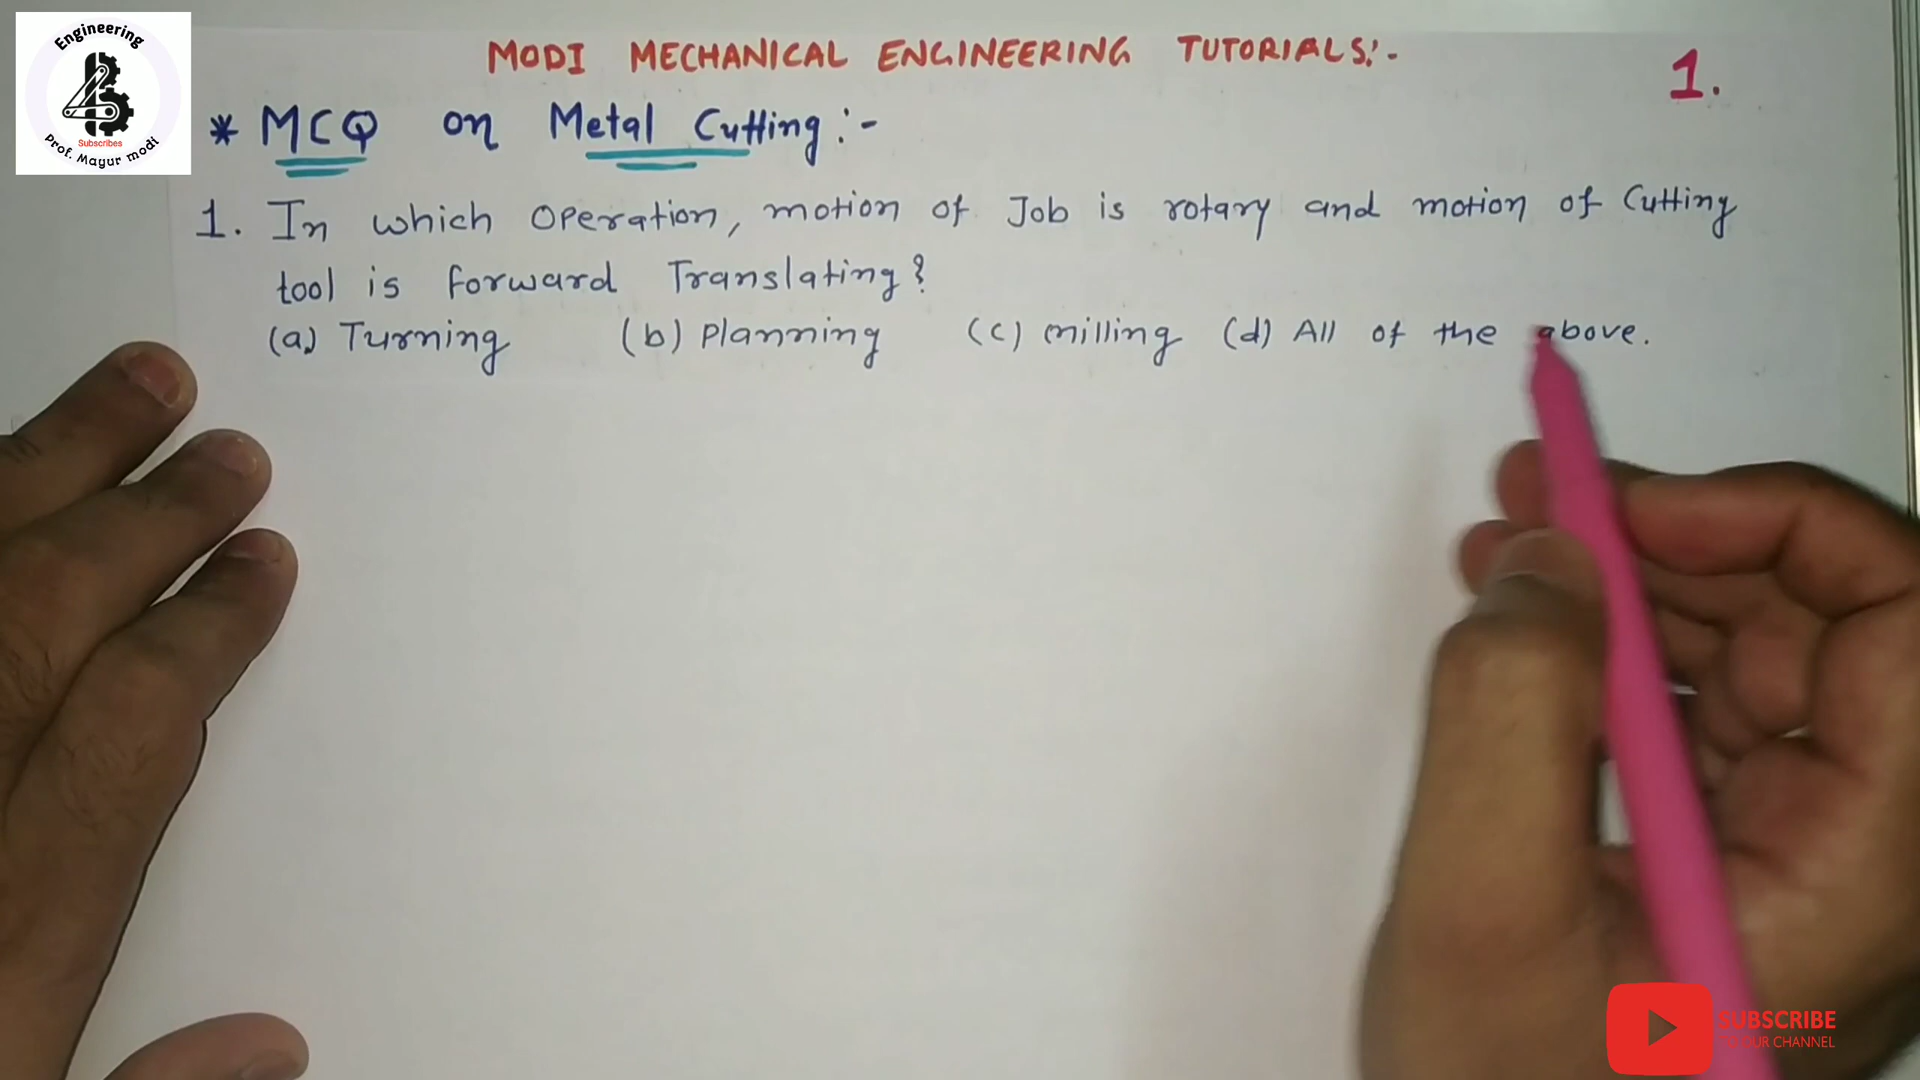 Engineering
Subscribes
Prof. Mayur modi
MODI MECHANICAL ENGINEERING TUTORIALS:-
1.
* MCQ on Metal Cutting :-
1. In which Operation, motion of Job is rotary and motion of Cutting
tool is forward Translating?
(a) Turning (b) Planning (c) milling (d) All of the above.
SUBSCRIBE
TO OUR CHANNEL